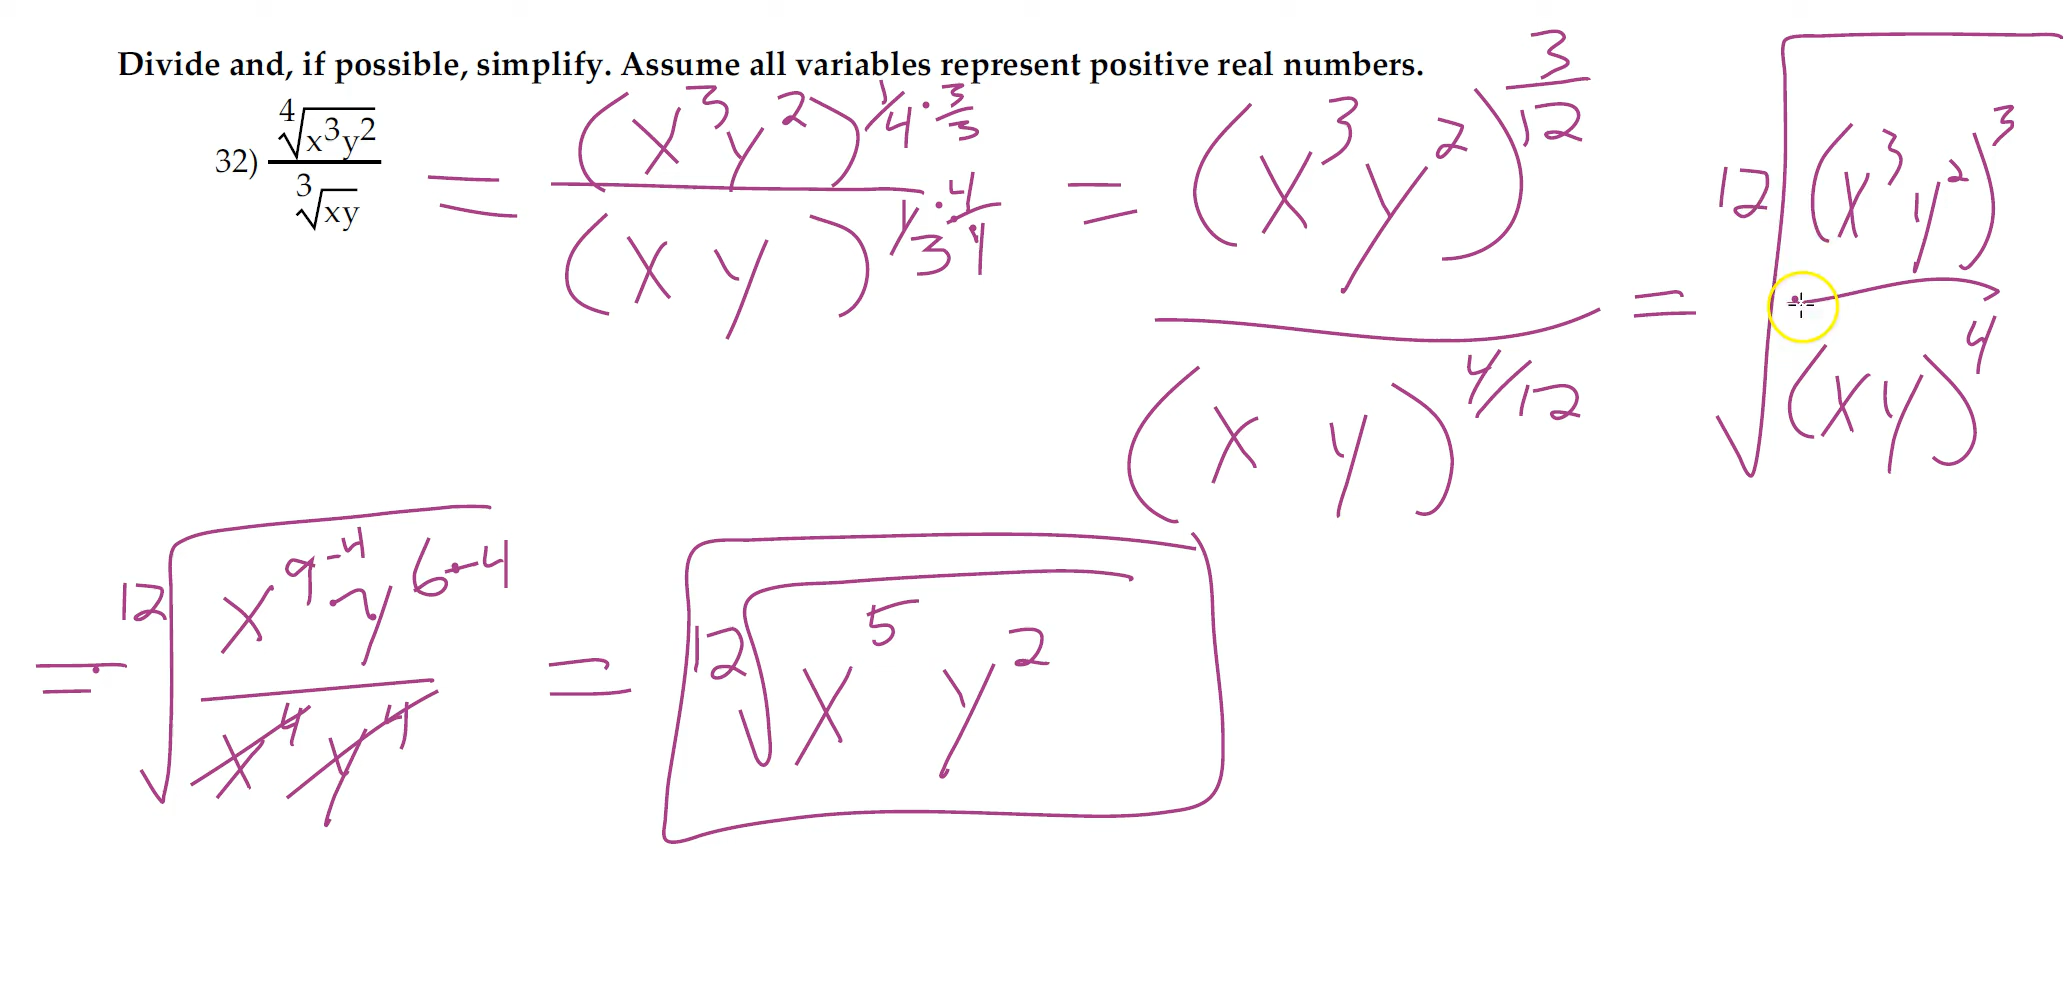 Divide and, if possible, simplify. Assume all variables represent positive real numbers.
32) ⁴√(x³y²) / ³√(xy) = (x³y²)^(1/4 · 3/3) / (xy)^(1/3 · 4/4) = (x³y²)^(3/12) / (xy)^(4/12) = ¹²√((x³y²)³ / (xy)⁴)
= ¹²√(x^(9-4) y^(6-4) / x⁴y⁴) = ¹²√(x⁵y²)